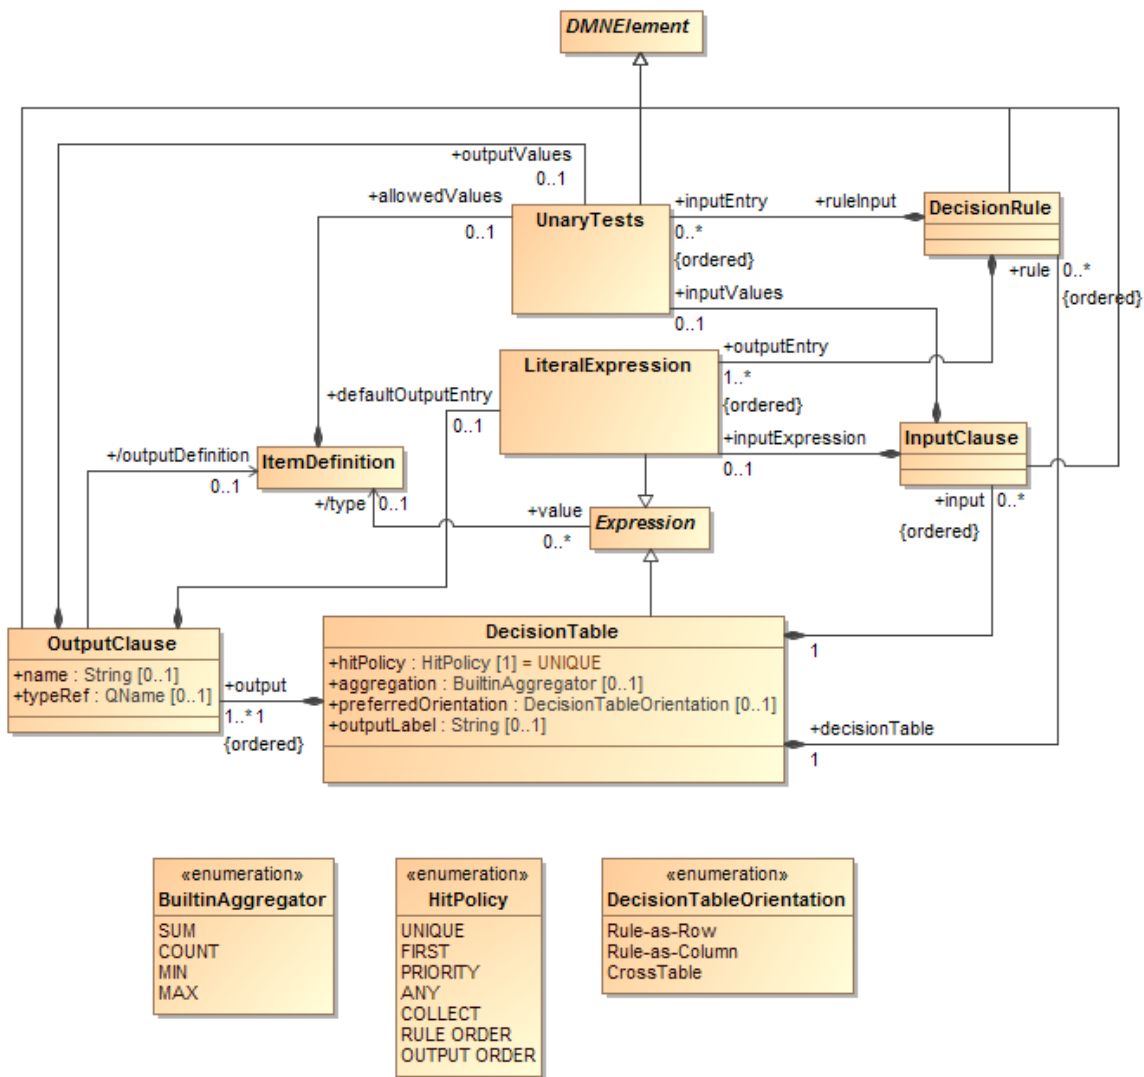 DMNElement
+outputValues
0..1
+allowedValues
0..1
UnaryTests
+inputEntry
0..*
{ordered}
+ruleInput
DecisionRule
+rule
0..*
{ordered}
+inputValues
0..1
LiteralExpression
+outputEntry
1..*
{ordered}
+defaultOutputEntry
0..1
+inputExpression
0..1
InputClause
+input
0..*
{ordered}
+/outputDefinition
0..1
ItemDefinition
+/type
0..1
+value
0..*
Expression
OutputClause
+name : String [0..1]
+typeRef : QName [0..1]
+output
1..*
1
{ordered}
DecisionTable
+hitPolicy : HitPolicy [1] = UNIQUE
+aggregation : BuiltinAggregator [0..1]
+preferredOrientation : DecisionTableOrientation [0..1]
+outputLabel : String [0..1]
1
+decisionTable
1
«enumeration»
BuiltinAggregator
SUM
COUNT
MIN
MAX
«enumeration»
HitPolicy
UNIQUE
FIRST
PRIORITY
ANY
COLLECT
RULE ORDER
OUTPUT ORDER
«enumeration»
DecisionTableOrientation
Rule-as-Row
Rule-as-Column
CrossTable